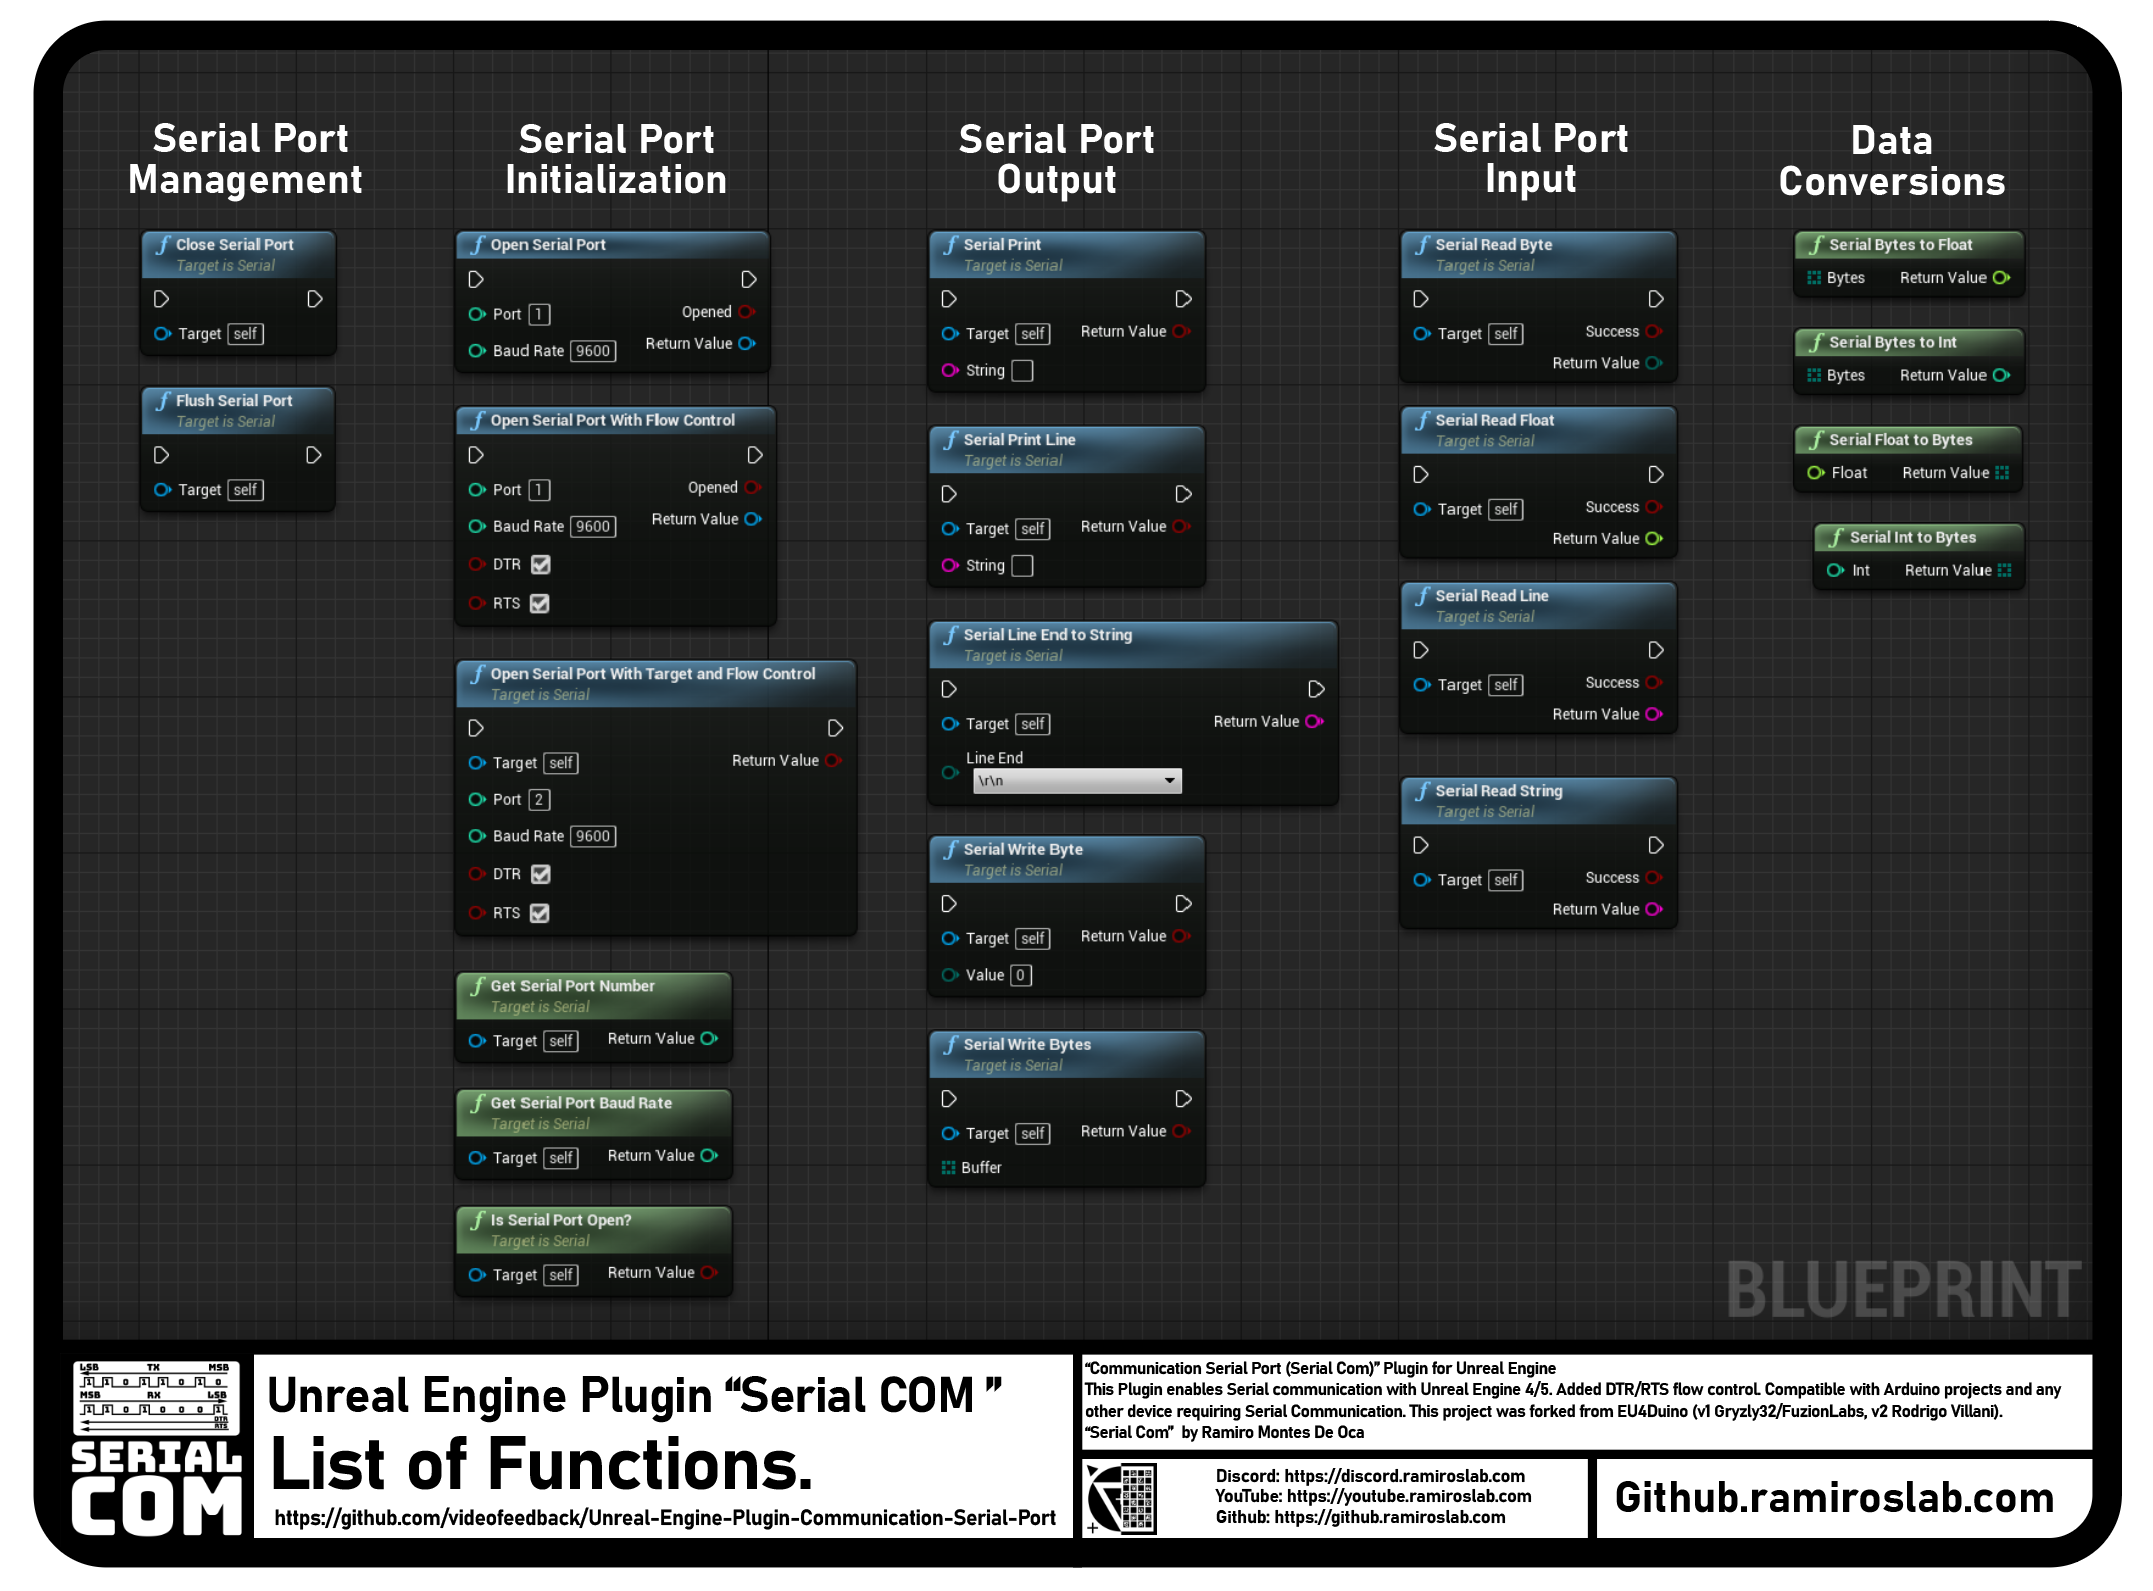 Serial Port
Management
Close Serial Port
Target is Serial
Target self
Flush Serial Port
Target is Serial
Target self
Serial Port
Initialization
Open Serial Port
Port 1
Opened
Baud Rate 9600
Return Value
Open Serial Port With Flow Control
Port 1
Opened
Baud Rate 9600
Return Value
DTR
RTS
Open Serial Port With Target and Flow Control
Target is Serial
Target self
Return Value
Port 2
Baud Rate 9600
DTR
RTS
Get Serial Port Number
Target is Serial
Target self
Return Value
Get Serial Port Baud Rate
Target is Serial
Target self
Return Value
Is Serial Port Open?
Target is Serial
Target self
Return Value
Serial Port
Output
Serial Print
Target is Serial
Target self
Return Value
String
Serial Print Line
Target is Serial
Target self
Return Value
String
Serial Line End to String
Target is Serial
Target self
Return Value
Line End
\r\n
Serial Write Byte
Target is Serial
Target self
Return Value
Value 0
Serial Write Bytes
Target is Serial
Target self
Return Value
Buffer
Serial Port
Input
Serial Read Byte
Target is Serial
Target self
Success
Return Value
Serial Read Float
Target is Serial
Target self
Success
Return Value
Serial Read Line
Target is Serial
Target self
Success
Return Value
Serial Read String
Target is Serial
Target self
Success
Return Value
Data
Conversions
Serial Bytes to Float
Bytes Return Value
Serial Bytes to Int
Bytes Return Value
Serial Float to Bytes
Float Return Value
Serial Int to Bytes
Int Return Value
BLUEPRINT
LSB TX MSB
1 1 0 1 1 0 1 0
MSB RX LSB
1 1 0 1 0 0 0 1
DTR
RTS
SERIAL
COM
Unreal Engine Plugin “Serial COM ”
List of Functions.
https://github.com/videofeedback/Unreal-Engine-Plugin-Communication-Serial-Port
“Communication Serial Port (Serial Com)” Plugin for Unreal Engine
This Plugin enables Serial communication with Unreal Engine 4/5. Added DTR/RTS flow control. Compatible with Arduino projects and any
other device requiring Serial Communication. This project was forked from EU4Duino (v1 Gryzly32/FuzionLabs, v2 Rodrigo Villani).
“Serial Com” by Ramiro Montes De Oca
Discord: https://discord.ramiroslab.com
YouTube: https://youtube.ramiroslab.com
Github: https://github.ramiroslab.com
Github.ramiroslab.com